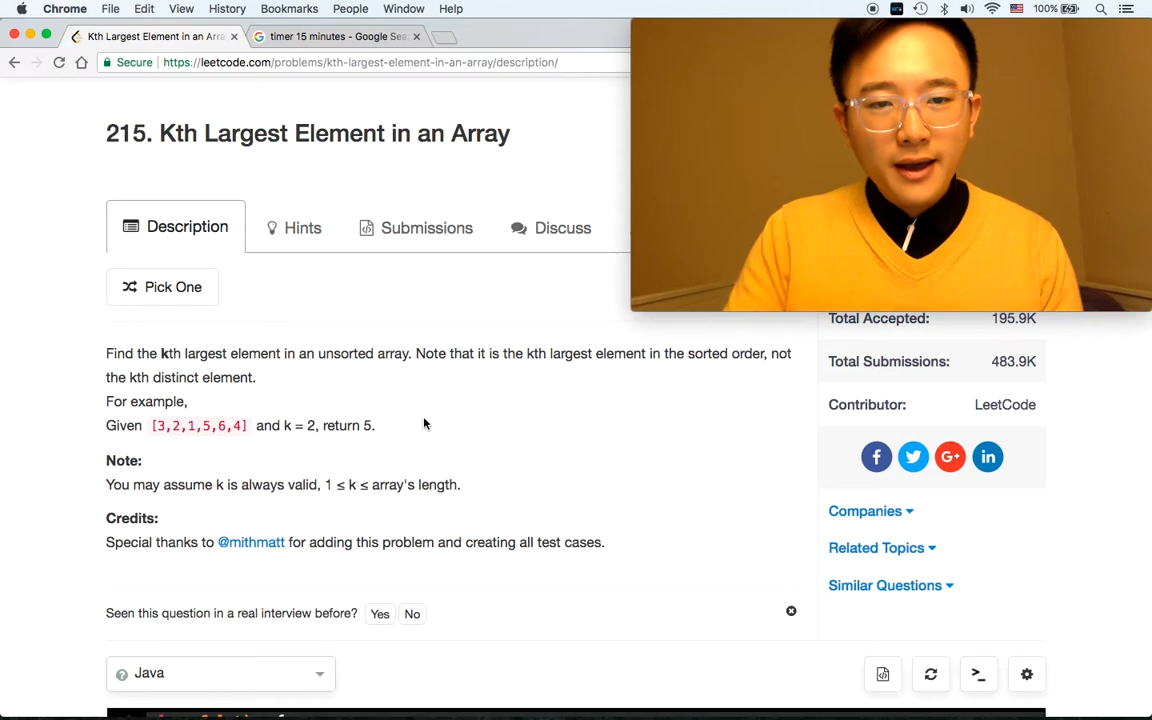 Chrome File Edit View History Bookmarks People Window Help 100%
Kth Largest Element in an Arra timer 15 minutes - Google Sea
Secure https://leetcode.com/problems/kth-largest-element-in-an-array/description/
215. Kth Largest Element in an Array
Description Hints Submissions Discuss
Pick One
Total Accepted: 195.9K
Find the kth largest element in an unsorted array. Note that it is the kth largest element in the sorted order, not
the kth distinct element.
Total Submissions: 483.9K
For example,
Contributor: LeetCode
Given [3,2,1,5,6,4] and k = 2, return 5.
Note:
You may assume k is always valid, 1 ≤ k ≤ array's length.
Companies
Credits:
Special thanks to @mithmatt for adding this problem and creating all test cases.
Related Topics
Similar Questions
Seen this question in a real interview before? Yes No
Java